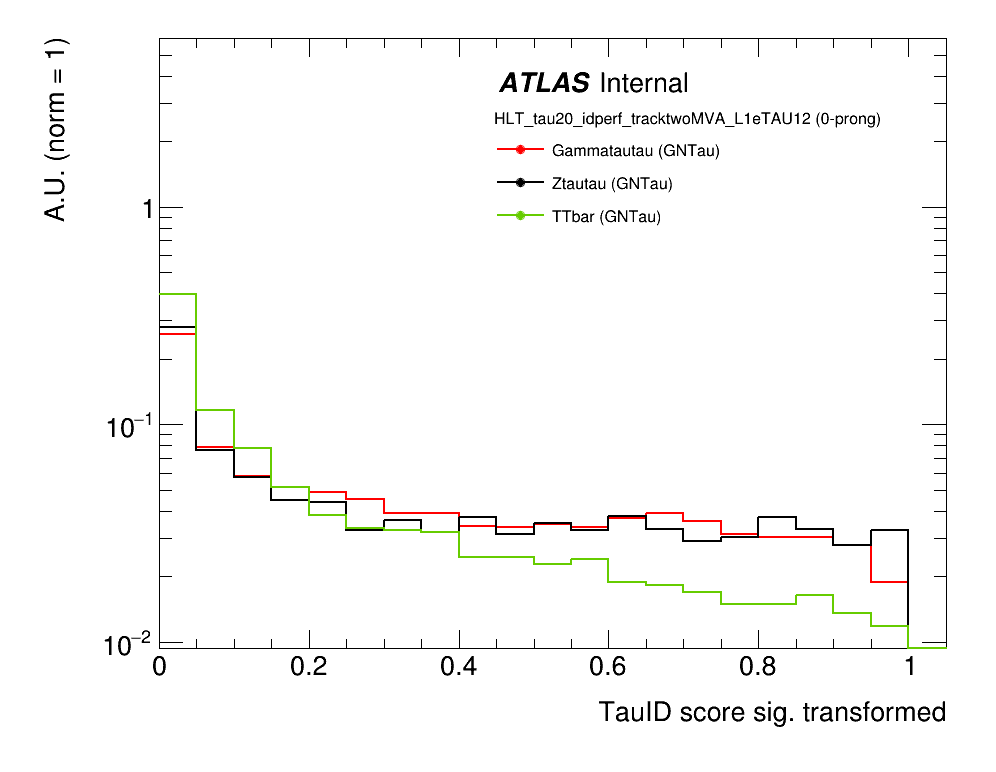 A.U. (norm = 1)
ATLAS Internal
HLT_tau20_idperf_tracktwoMVA_L1eTAU12 (0-prong)
Gammatautau (GNTau)
Ztautau (GNTau)
TTbar (GNTau)
1
10⁻¹
10⁻²
0 0.2 0.4 0.6 0.8 1
TauID score sig. transformed